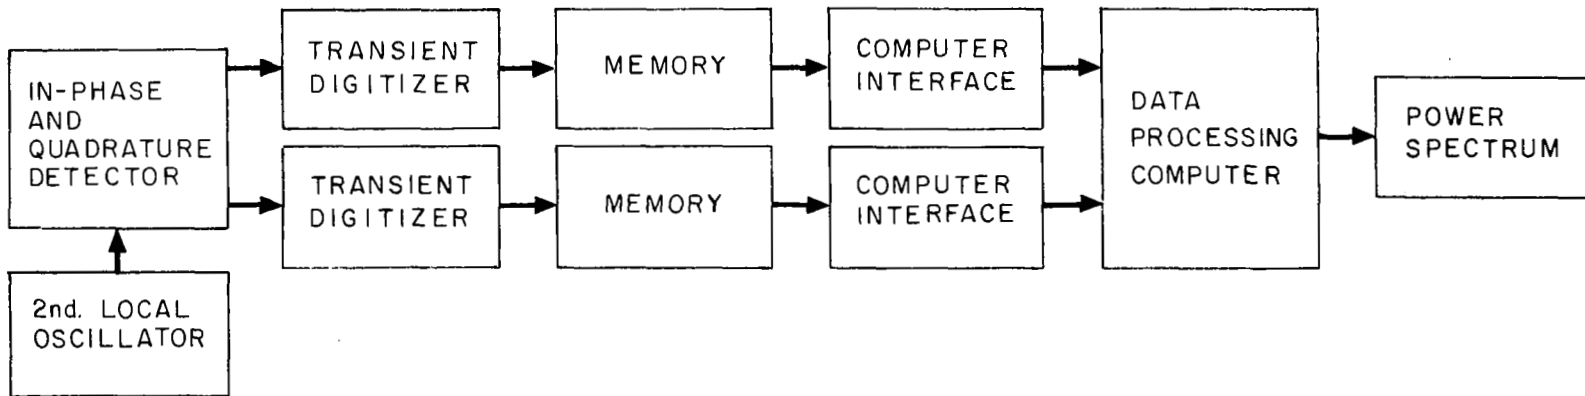 IN-PHASE
AND
QUADRATURE
DETECTOR
2nd. LOCAL
OSCILLATOR
TRANSIENT
DIGITIZER
MEMORY
COMPUTER
INTERFACE
TRANSIENT
DIGITIZER
MEMORY
COMPUTER
INTERFACE
DATA
PROCESSING
COMPUTER
POWER
SPECTRUM